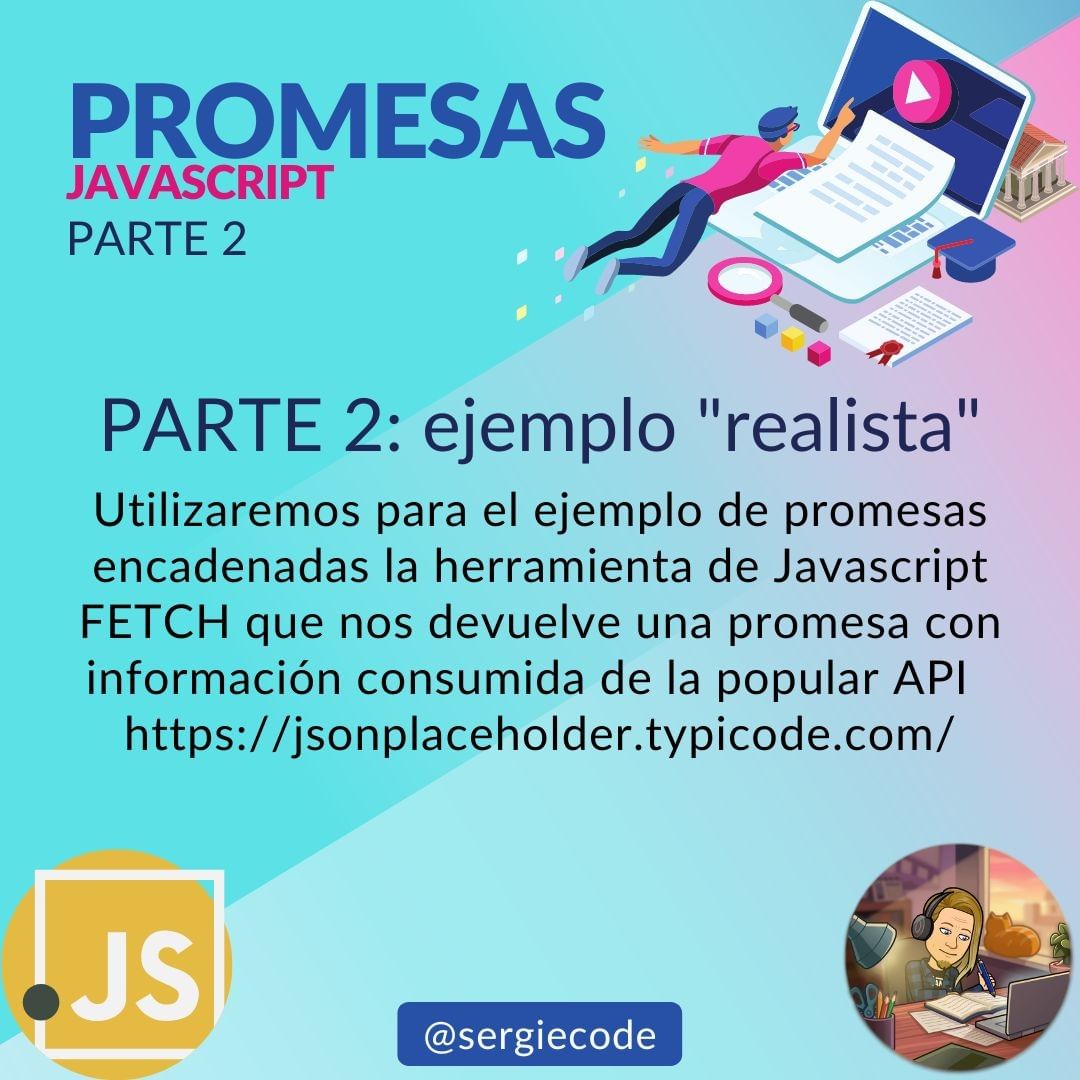 PROMESAS
JAVASCRIPT
PARTE 2
PARTE 2: ejemplo "realista"
Utilizaremos para el ejemplo de promesas
encadenadas la herramienta de Javascript
FETCH que nos devuelve una promesa con
información consumida de la popular API
https://jsonplaceholder.typicode.com/
.JS
@sergiecode